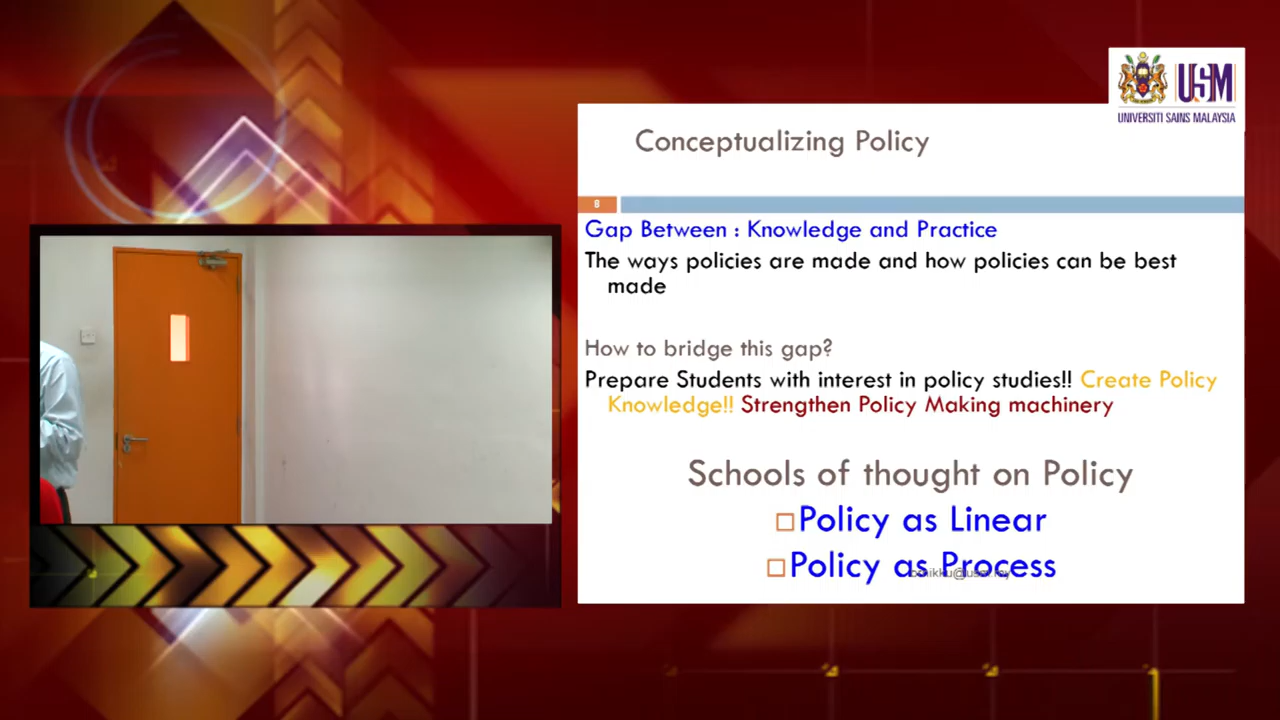 USM
UNIVERSITI SAINS MALAYSIA
Conceptualizing Policy
8
Gap Between : Knowledge and Practice
The ways policies are made and how policies can be best
made
How to bridge this gap?
Prepare Students with interest in policy studies!! Create Policy
Knowledge!! Strengthen Policy Making machinery
Schools of thought on Policy
Policy as Linear
Policy as Process